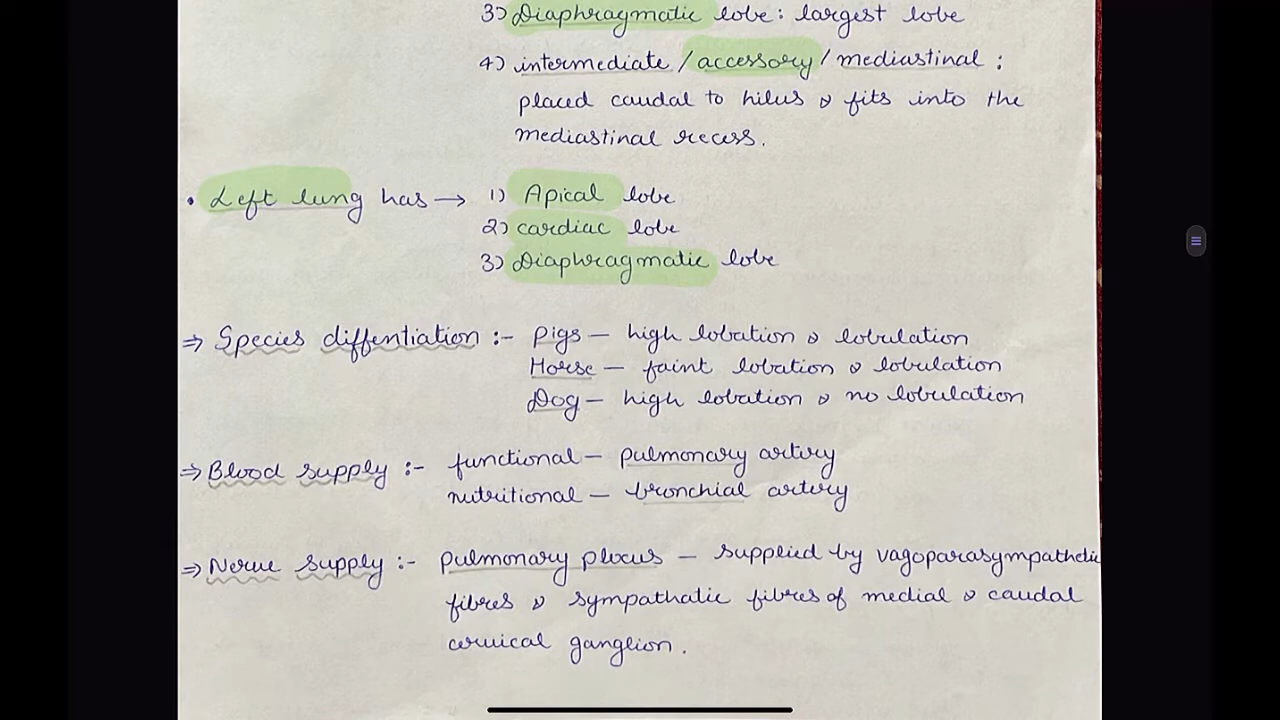 3) Diaphragmatic lobe : largest lobe
4) intermediate / accessory / mediastinal :
placed caudal to hilus & fits into the
mediastinal recess.
• Left lung has → 1) Apical lobe
2) cardiac lobe
3) Diaphragmatic lobe
⇒ Species diffentiation :- Pigs – high lobation & lobulation
Horse – faint lobation & lobulation
Dog – high lobation & no lobulation
⇒ Blood supply :- functional – pulmonary artery
nutritional – bronchial artery
⇒ Nerve supply :- pulmonary plocus – supplied by vagoparasympathetic
fibres & sympathatic fibres of medial & caudal
cervical ganglion.